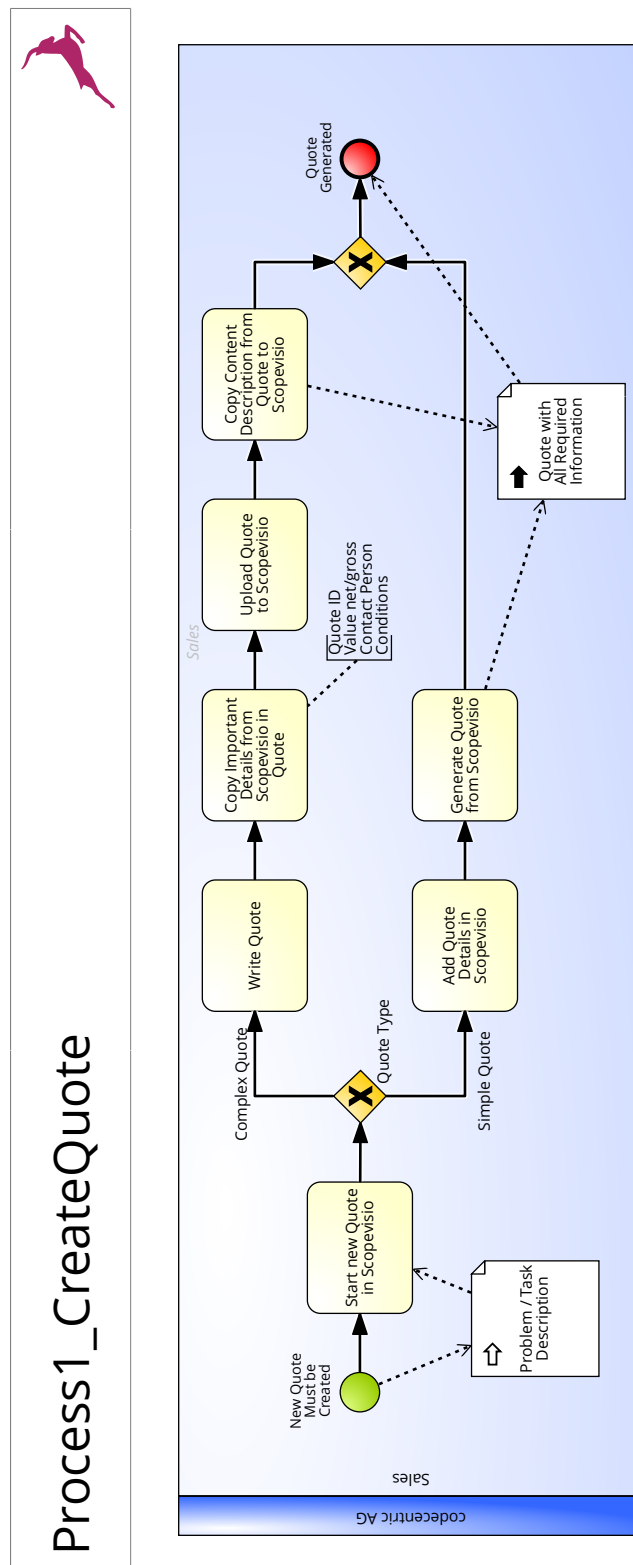 Process1_CreateQuote
codecentric AG
Sales
Sales
New Quote
Must be
Created
Problem / Task
Description
Start new Quote
in Scopevisio
Quote Type
Complex Quote
Simple Quote
Write Quote
Copy Important
Details from
Scopevisio in
Quote
Quote ID
Value net/gross
Contact Person
Conditions
Upload Quote
to Scopevisio
Copy Content
Description from
Quote to
Scopevisio
Add Quote
Details in
Scopevisio
Generate Quote
from Scopevisio
Quote with
All Required
Information
Quote
Generated